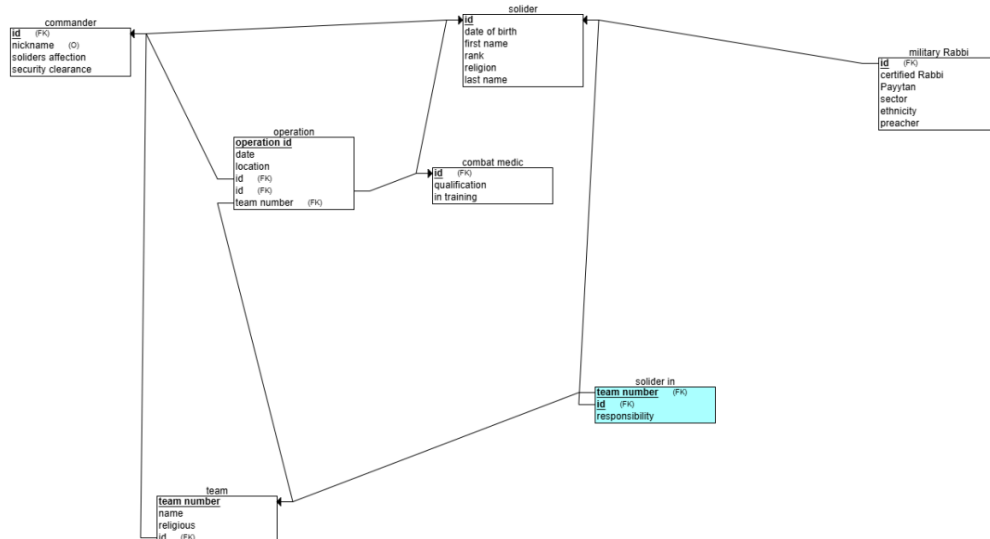 commander
id (FK)
nickname (O)
soliders affection
security clearance
solider
id
date of birth
first name
rank
religion
last name
military Rabbi
id (FK)
certified Rabbi
Payytan
sector
ethnicity
preacher
operation
operation id
date
location
id (FK)
id (FK)
team number (FK)
combat medic
id (FK)
qualification
in training
solider in
team number (FK)
id (FK)
responsibility
team
team number
name
religious
id (FK)